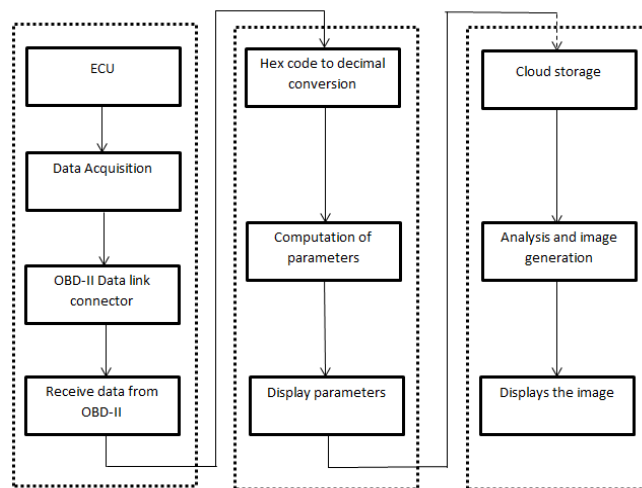 ECU
Data Acquisition
OBD-II Data link
connector
Receive data from
OBD-II
Hex code to decimal
conversion
Computation of
parameters
Display parameters
Cloud storage
Analysis and image
generation
Displays the image